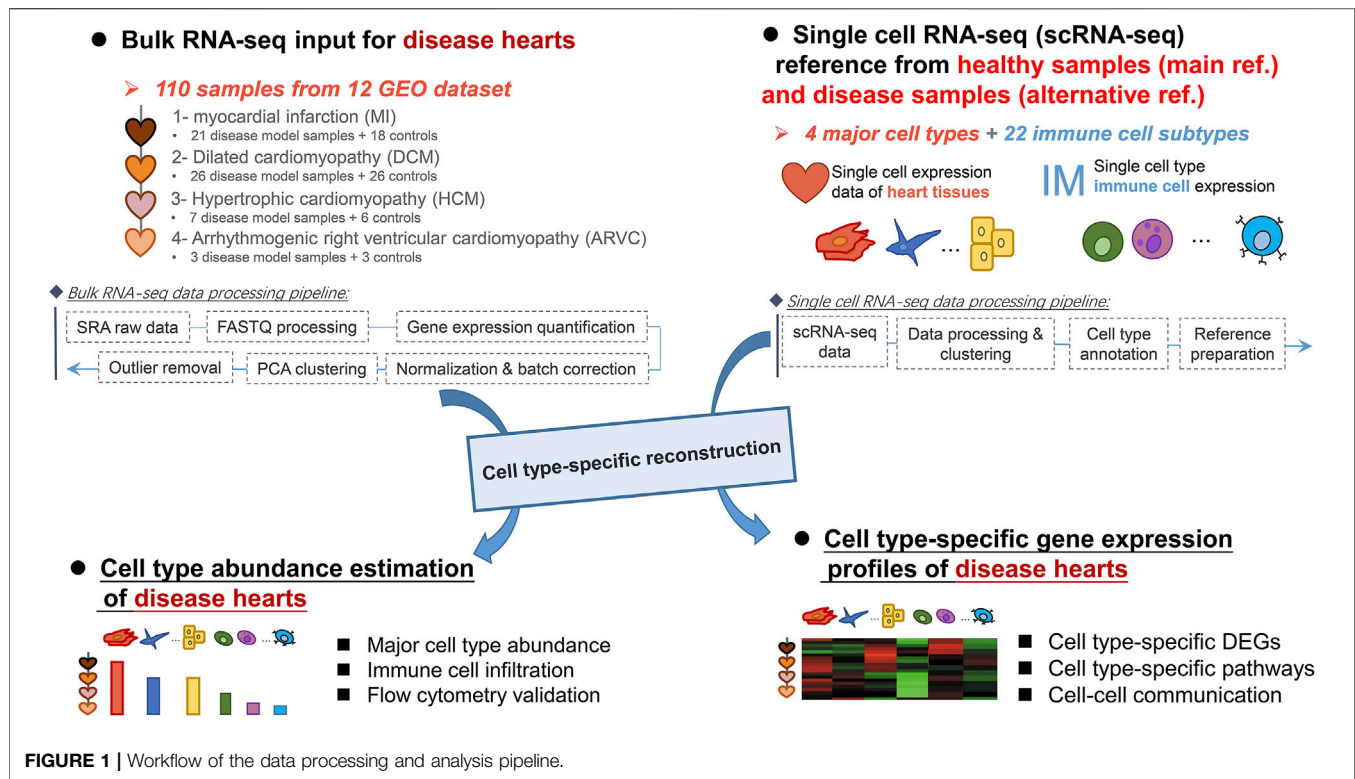 ● Bulk RNA-seq input for disease hearts
➢ 110 samples from 12 GEO dataset
1- myocardial infarction (MI)
• 21 disease model samples + 18 controls
2- Dilated cardiomyopathy (DCM)
• 26 disease model samples + 26 controls
3- Hypertrophic cardiomyopathy (HCM)
• 7 disease model samples + 6 controls
4- Arrhythmogenic right ventricular cardiomyopathy (ARVC)
• 3 disease model samples + 3 controls
◆ Bulk RNA-seq data processing pipeline:
SRA raw data
FASTQ processing
Gene expression quantification
Outlier removal
PCA clustering
Normalization & batch correction
● Single cell RNA-seq (scRNA-seq)
reference from healthy samples (main ref.)
and disease samples (alternative ref.)
➢ 4 major cell types + 22 immune cell subtypes
Single cell expression
data of heart tissues
IM
Single cell type
immune cell expression
...
...
◆ Single cell RNA-seq data processing pipeline:
scRNA-seq
data
Data processing &
clustering
Cell type
annotation
Reference
preparation
Cell type-specific reconstruction
● Cell type abundance estimation
of disease hearts
...
...
■ Major cell type abundance
■ Immune cell infiltration
■ Flow cytometry validation
● Cell type-specific gene expression
profiles of disease hearts
...
...
■ Cell type-specific DEGs
■ Cell type-specific pathways
■ Cell-cell communication
FIGURE 1 | Workflow of the data processing and analysis pipeline.